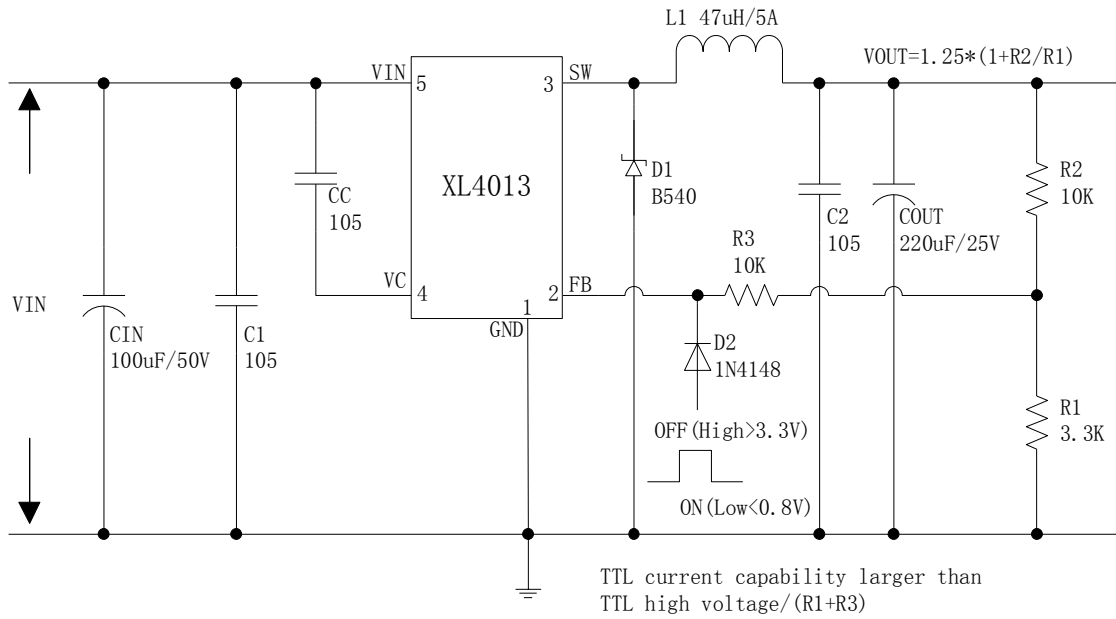 L1 47uH/5A
VOUT=1.25*(1+R2/R1)
VIN
5
3
SW
XL4013
CC
105
D1
B540
C2
105
COUT
220uF/25V
R2
10K
R3
10K
VC
4
2
FB
1
GND
VIN
CIN
100uF/50V
C1
105
D2
1N4148
OFF(High>3.3V)
ON(Low<0.8V)
R1
3.3K
TTL current capability larger than
TTL high voltage/(R1+R3)